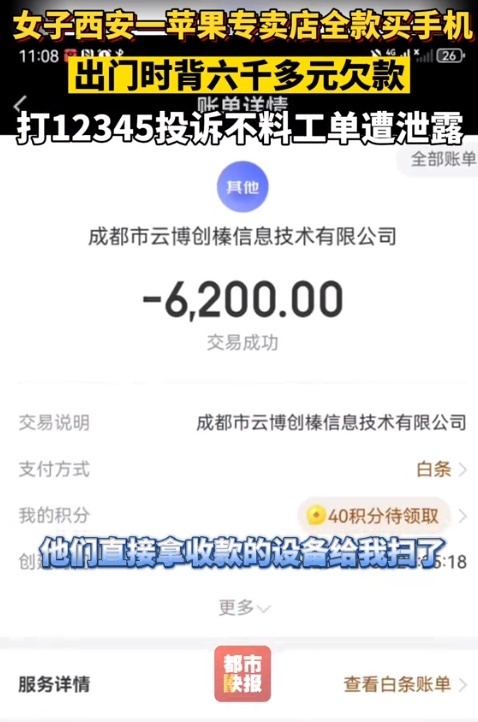 女子西安一苹果专卖店全款买手机
11:08
26
出门时背六千多元欠款
账单详情
打12345投诉不料工单遭泄露
全部账单
其他
成都市云博创榛信息技术有限公司
-6,200.00
交易成功
交易说明 成都市云博创榛信息技术有限公司
支付方式 白条
我的积分 40积分待领取
他们直接拿收款的设备给我扫了
创 5:18
更多
都市快报
服务详情 查看白条账单